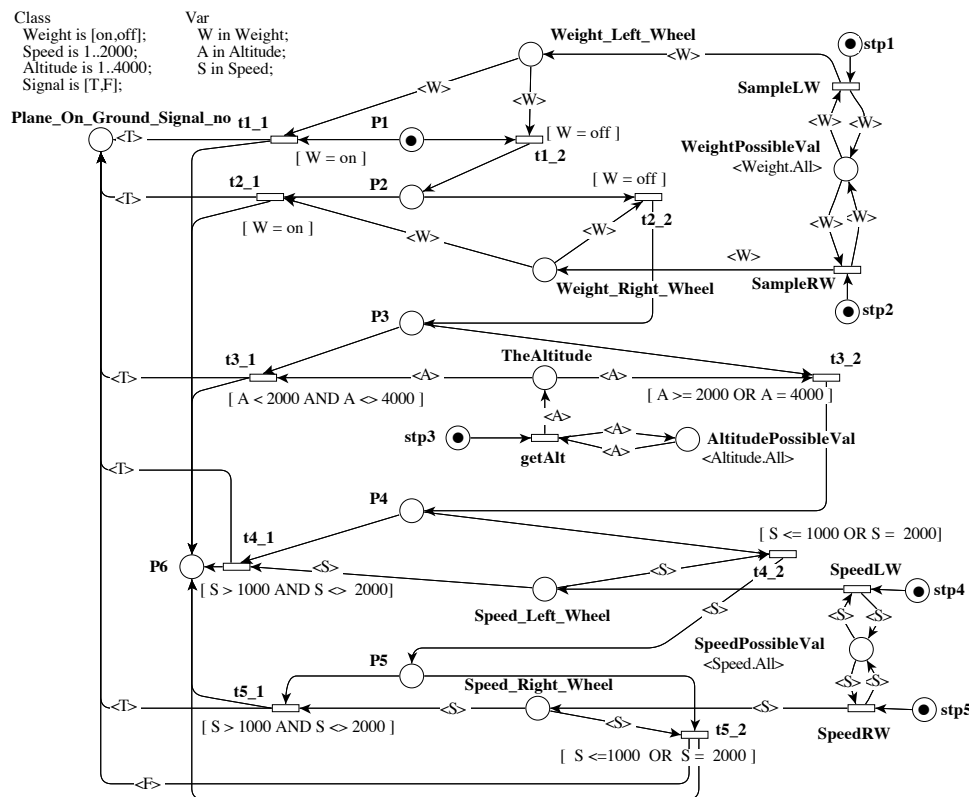 Class
Weight is [on,off];
Speed is 1..2000;
Altitude is 1..4000;
Signal is [T,F];
Var
W in Weight;
A in Altitude;
S in Speed;
Weight_Left_Wheel
stp1
<W>
SampleLW
<W>
<W>
Plane_On_Ground_Signal_no
t1_1
P1
<T>
[ W = on ]
[ W = off ]
t1_2
<W>
<W>
WeightPossibleVal
<Weight.All>
t2_1
P2
[ W = off ]
<T>
t2_2
[ W = on ]
<W>
<W>
<W>
<W>
<W>
Weight_Right_Wheel
SampleRW
stp2
P3
t3_1
TheAltitude
t3_2
<T>
<A>
<A>
[ A < 2000 AND A <> 4000 ]
[ A >= 2000 OR A = 4000 ]
<A>
stp3
<A>
<A>
getAlt
AltitudePossibleVal
<Altitude.All>
<T>
P4
t4_1
[ S <= 1000 OR S = 2000]
P6
<S>
<S>
t4_2
[ S > 1000 AND S <> 2000]
SpeedLW
stp4
Speed_Left_Wheel
<S>
<S>
<S>
SpeedPossibleVal
<Speed.All>
P5
<S>
<S>
t5_1
Speed_Right_Wheel
<T>
<S>
<S>
<S>
stp5
[ S > 1000 AND S <> 2000 ]
t5_2
SpeedRW
[ S <=1000 OR S = 2000 ]
<F>